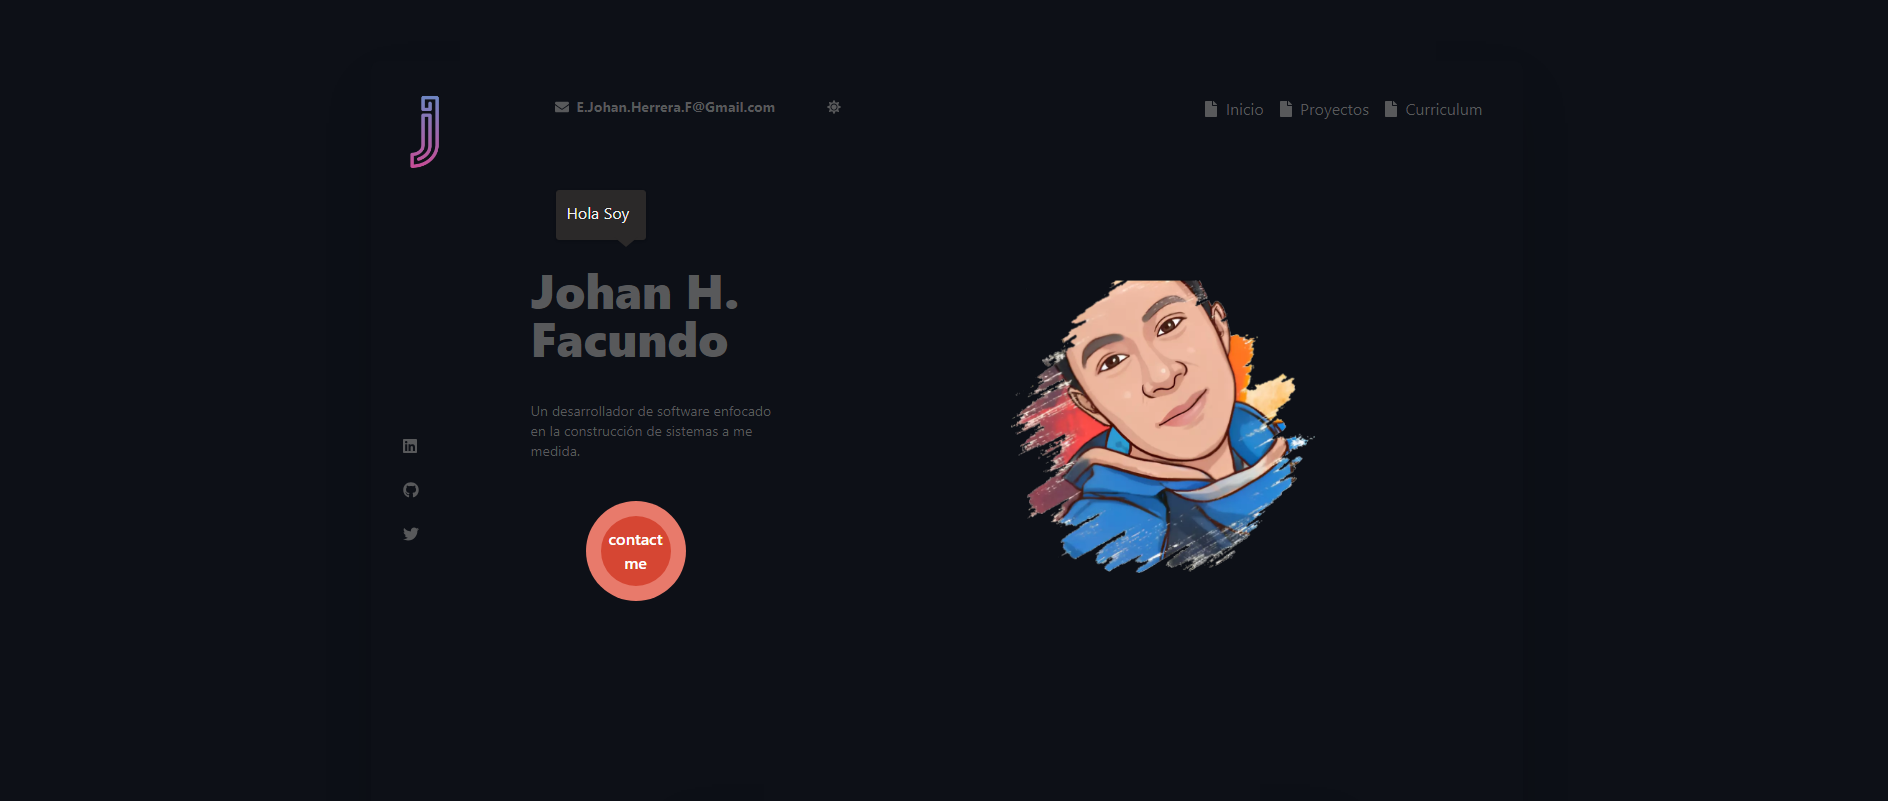 j
E.Johan.Herrera.F@Gmail.com
Inicio
Proyectos
Curriculum
Hola Soy
Johan H.
Facundo
Un desarrollador de software enfocado
en la construcción de sistemas a me
medida.
contact
me